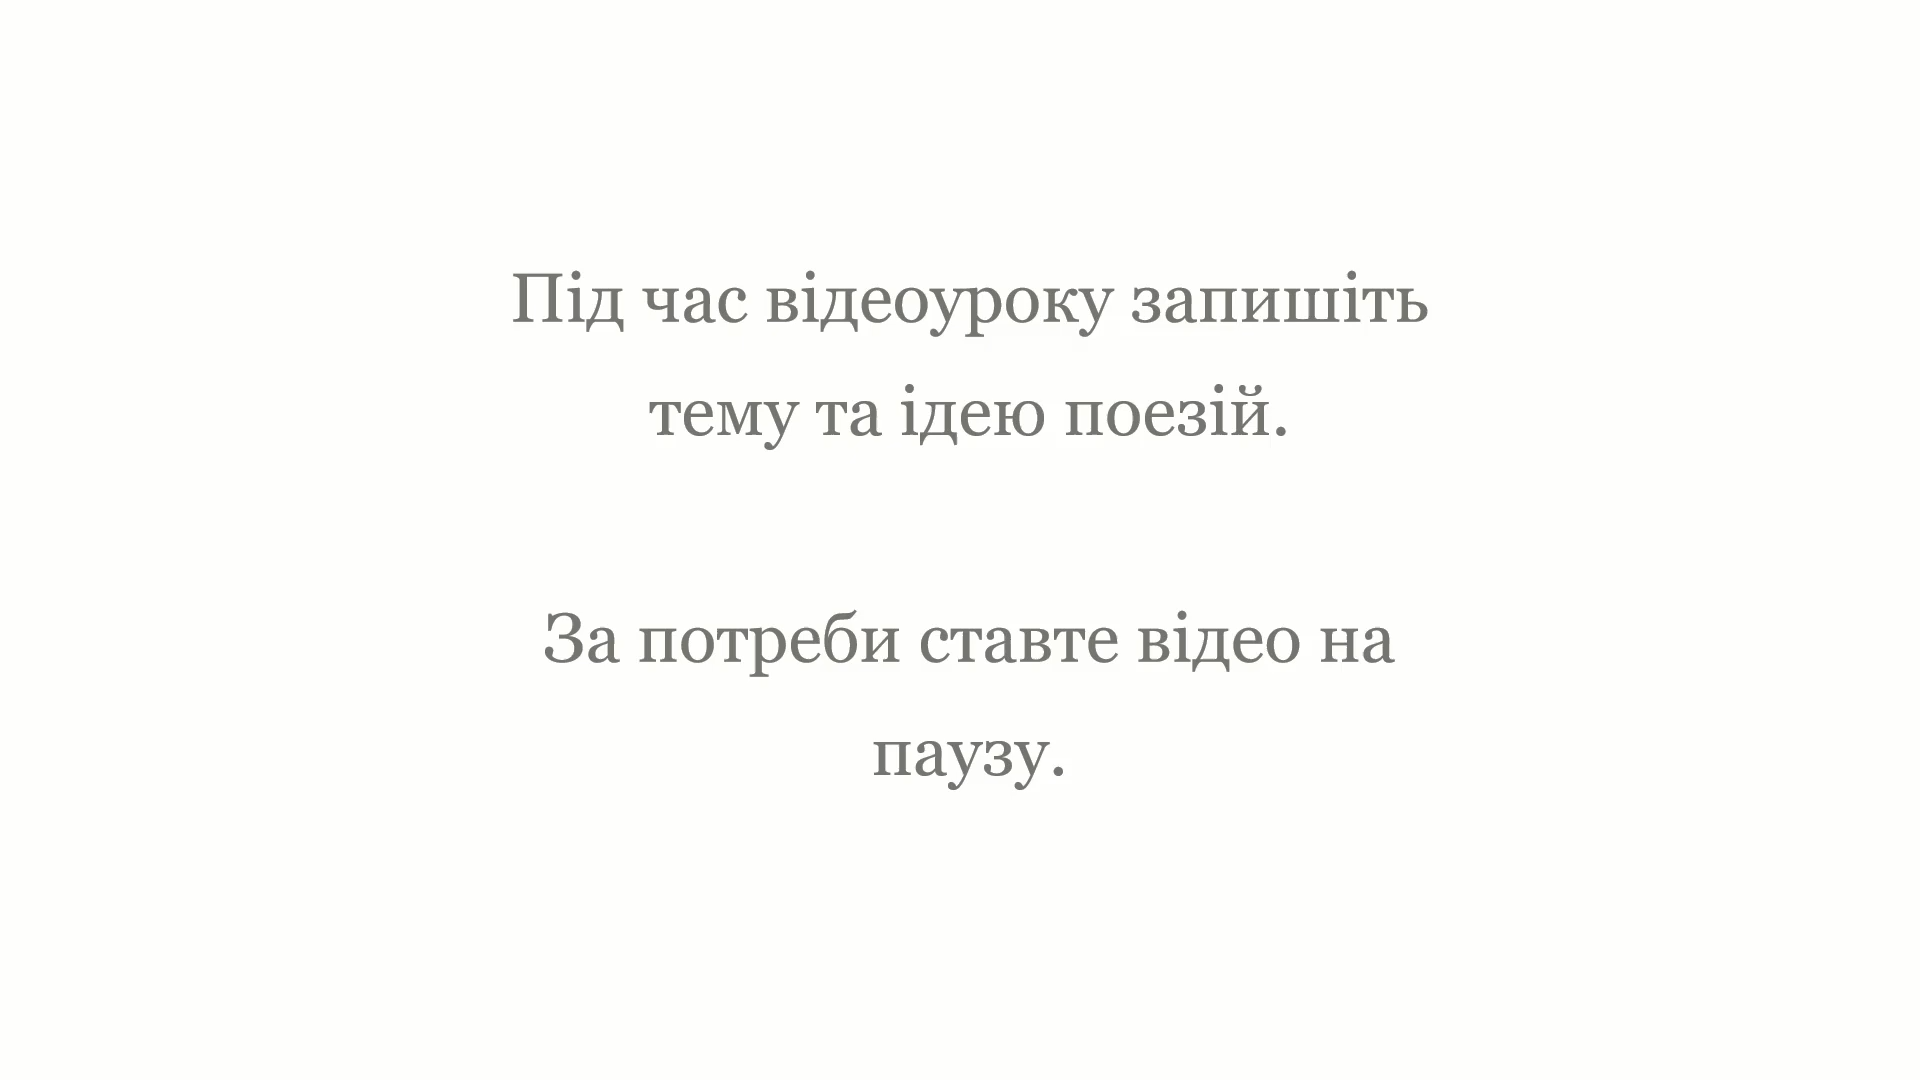 Під час відеоуроку запишіть
тему та ідею поезій.
За потреби ставте відео на
паузу.